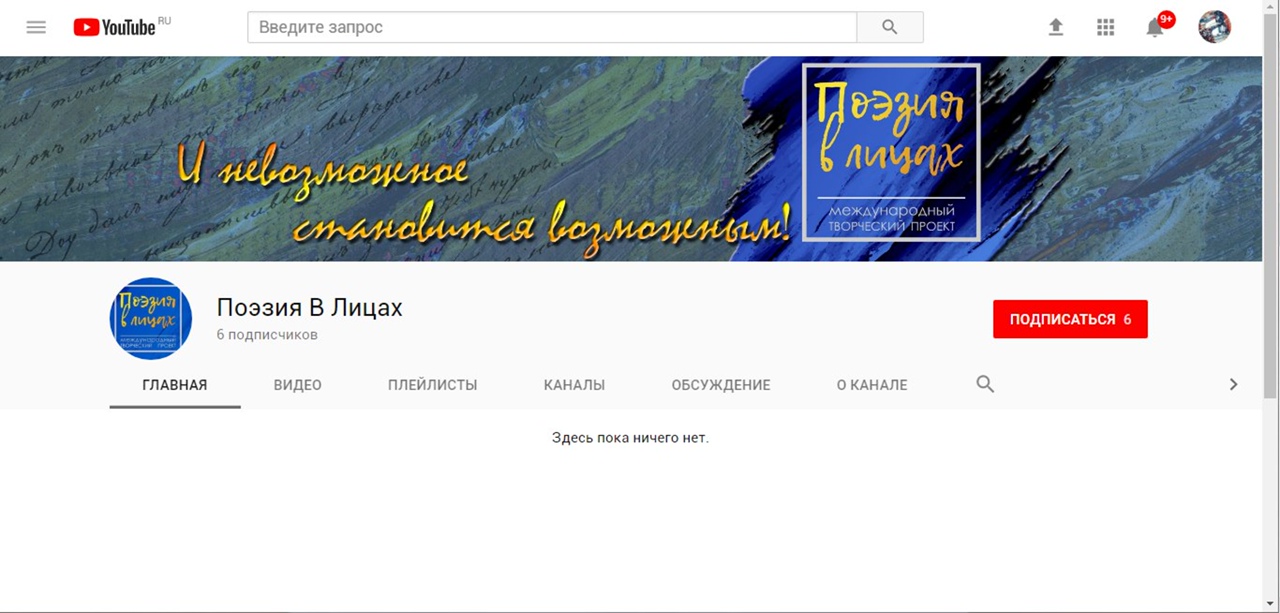 YouTube RU
Введите запрос
9+
И невозможное
становится возможным!
Поэзия
в лицах
международный
ТВОРЧЕСКИЙ ПРОЕКТ
Поэзия
в лицах
международный
ТВОРЧЕСКИЙ ПРОЕКТ
Поэзия В Лицах
6 подписчиков
ПОДПИСАТЬСЯ 6
ГЛАВНАЯ ВИДЕО ПЛЕЙЛИСТЫ КАНАЛЫ ОБСУЖДЕНИЕ О КАНАЛЕ
Здесь пока ничего нет.